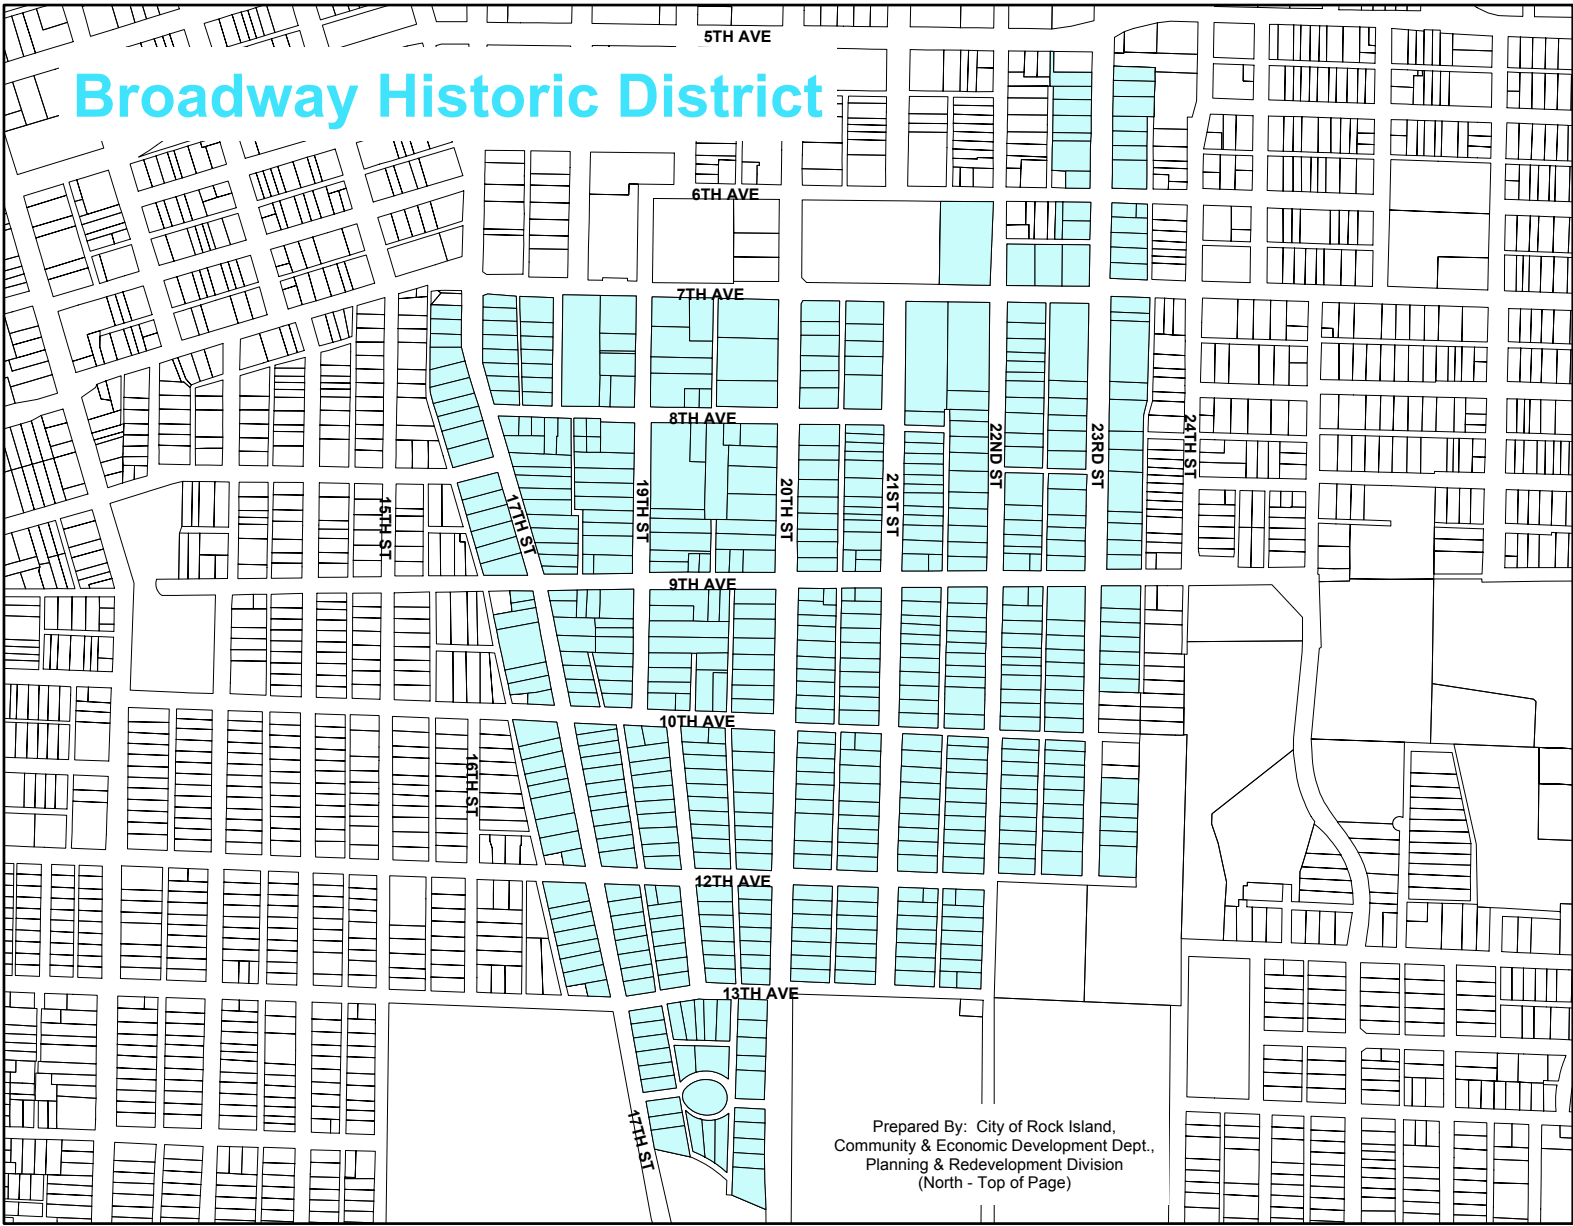 5TH AVE
Broadway Historic District
6TH AVE
7TH AVE
8TH AVE
24TH ST
22ND ST
23RD ST
21ST ST
20TH ST
19TH ST
17TH ST
15TH ST
9TH AVE
10TH AVE
16TH ST
12TH AVE
13TH AVE
17TH ST
Prepared By: City of Rock Island,
Community & Economic Development Dept.,
Planning & Redevelopment Division
(North - Top of Page)